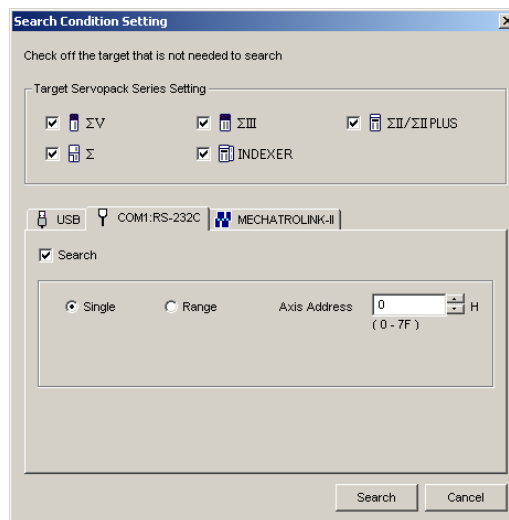 Search Condition Setting
Check off the target that is not needed to search
Target Servopack Series Setting
ΣV ΣIII ΣII/ΣII PLUS
Σ INDEXER
USB COM1:RS-232C MECHATROLINK-II
Search
Single Range Axis Address 0 H
( 0 - 7F )
Search Cancel